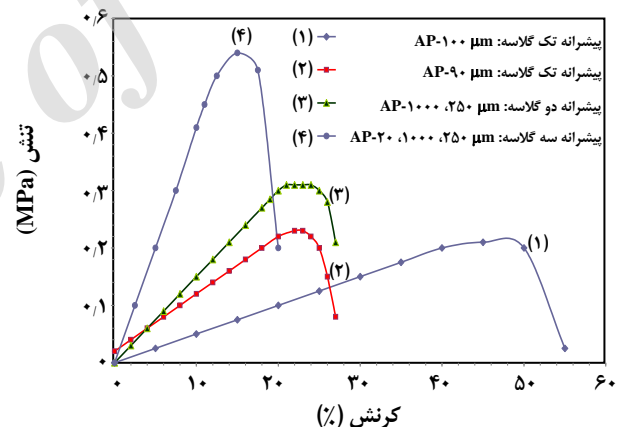 پیشرانه تک گلاسه: AP-۱۰۰ μm (۱)
پیشرانه تک گلاسه: AP-۹۰ μm (۲)
پیشرانه دو گلاسه: AP-۱۰۰۰ ،۲۵۰ μm (۳)
پیشرانه سه گلاسه: AP-۲۰ ،۱۰۰۰ ،۲۵۰ μm (۴)
(۴)
(۳)
(۲)
(۱)
۰٫۶
۰٫۵
۰٫۴
۰٫۳
۰٫۲
۰٫۱
۰
تنش (MPa)
۰ ۱۰ ۲۰ ۳۰ ۴۰ ۵۰ ۶۰
کرنش (٪)